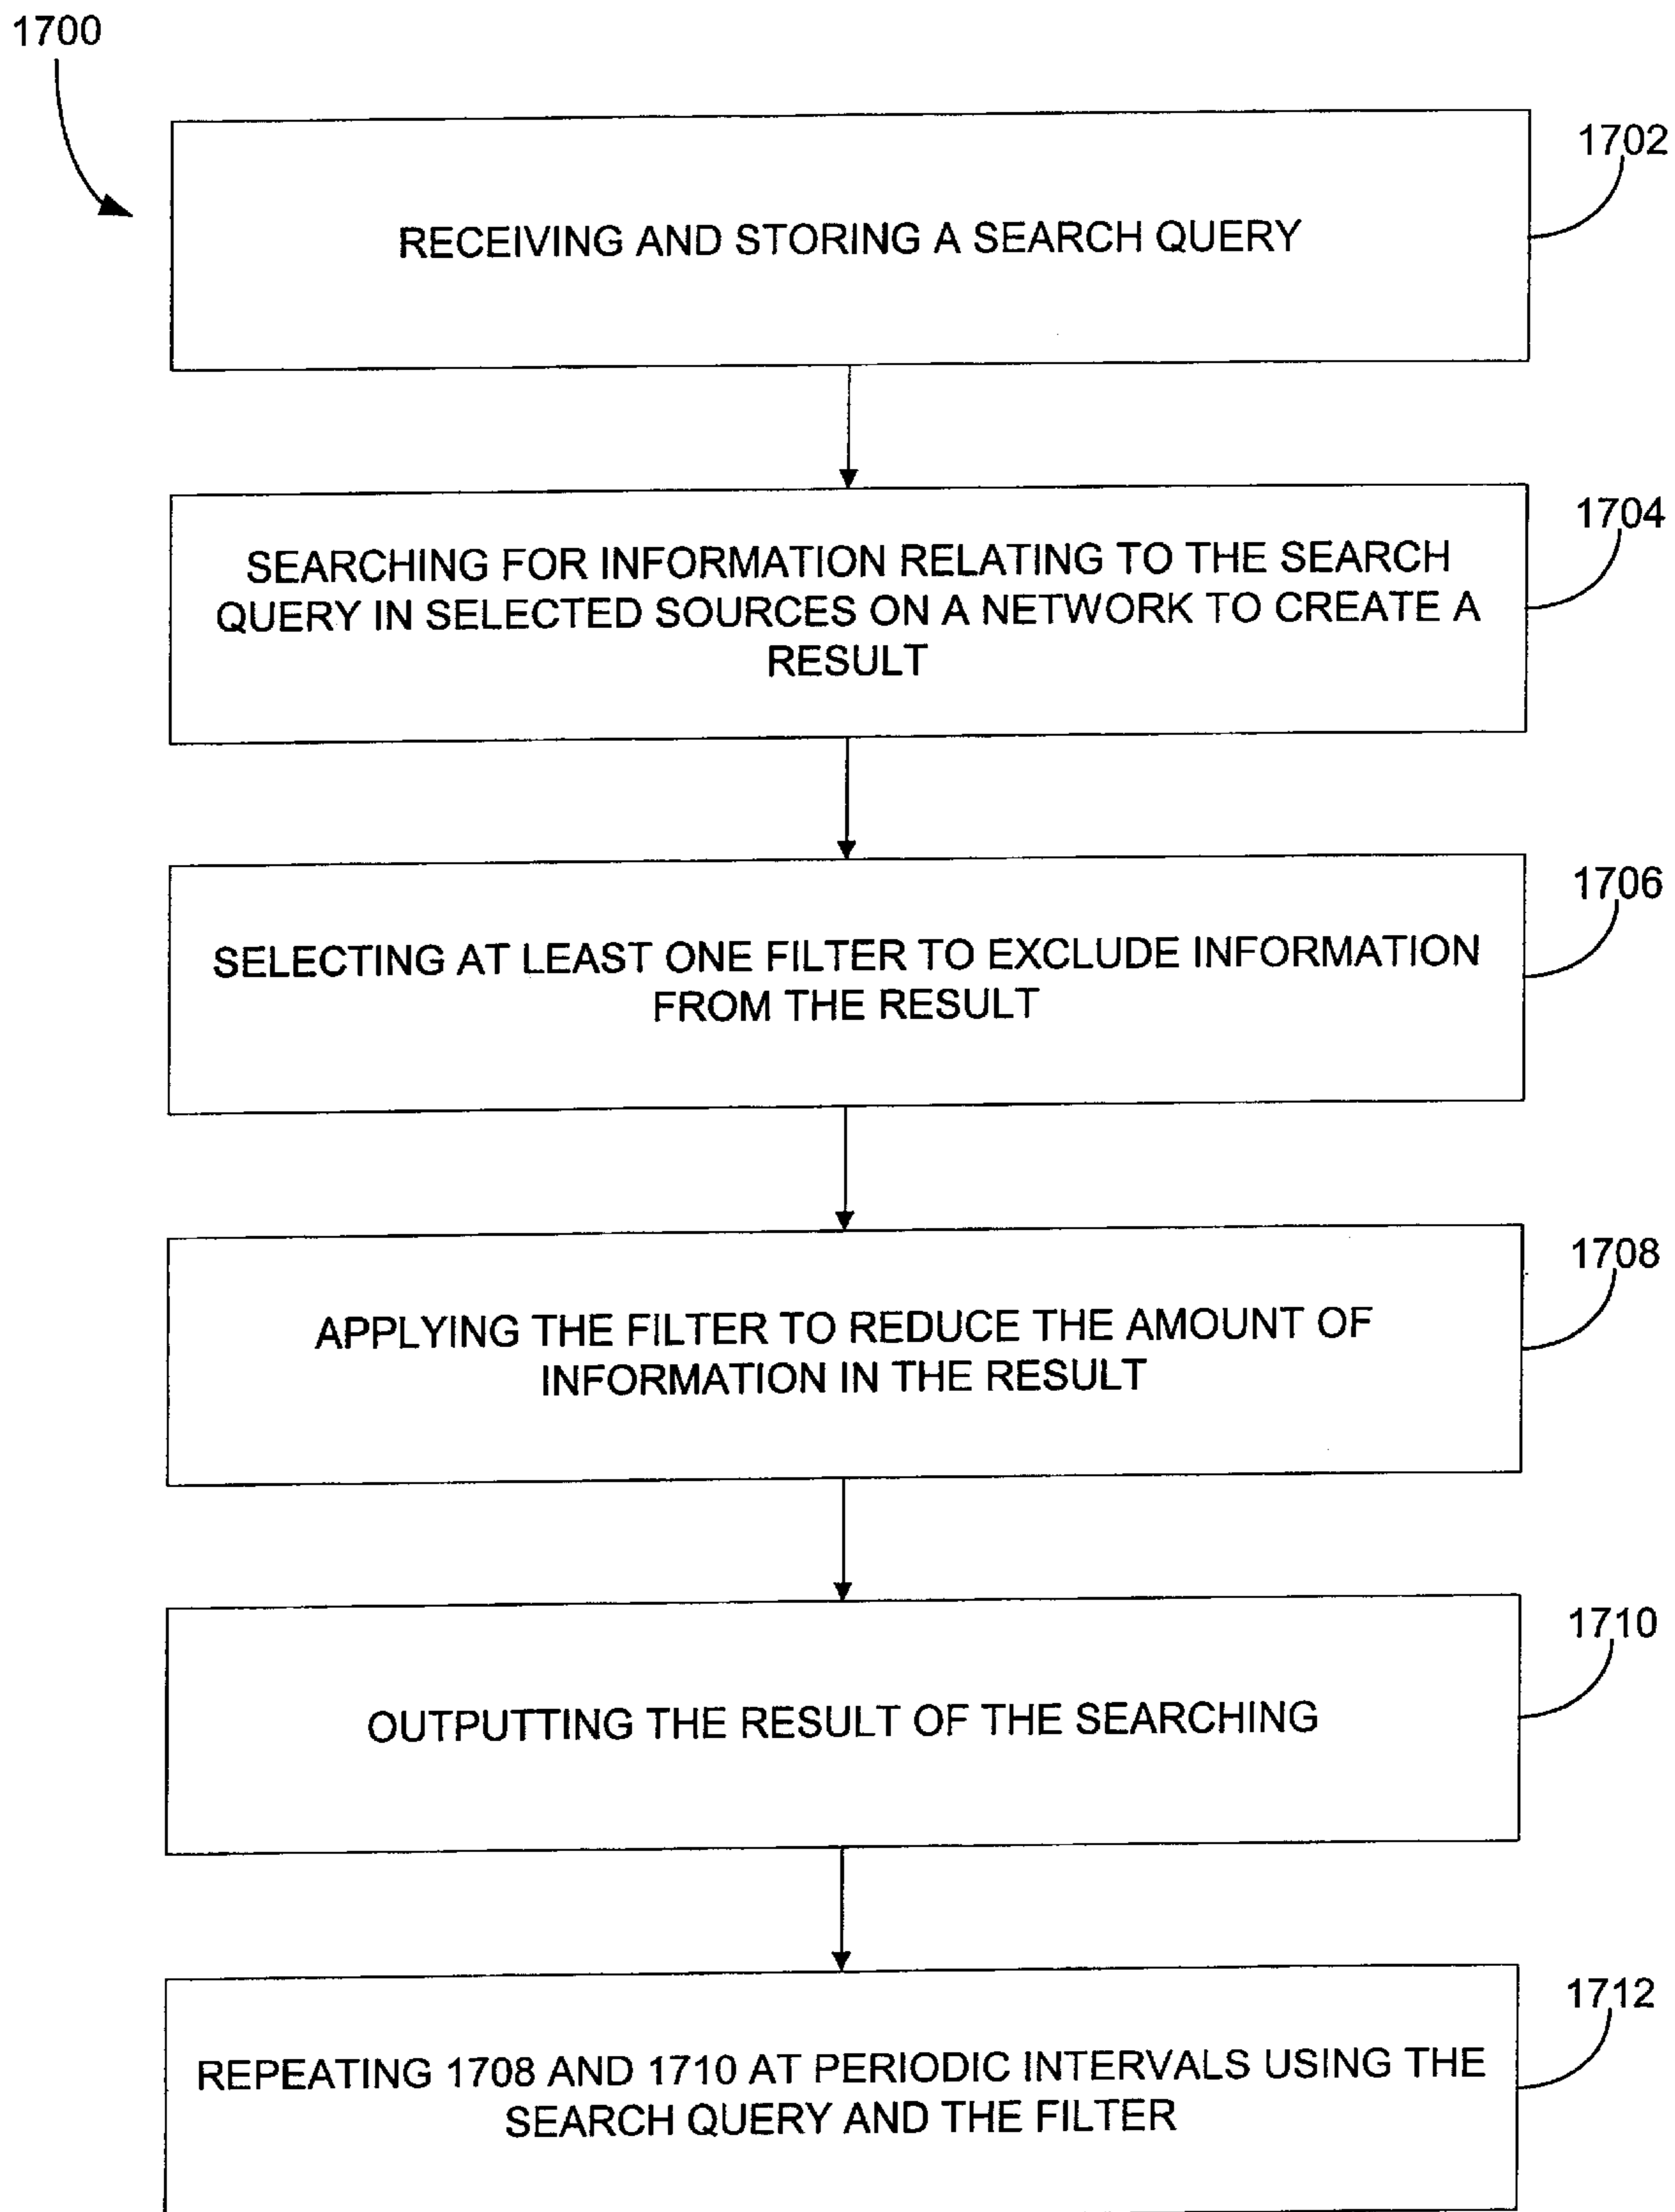 1700
1702
RECEIVING AND STORING A SEARCH QUERY
1704
SEARCHING FOR INFORMATION RELATING TO THE SEARCH
QUERY IN SELECTED SOURCES ON A NETWORK TO CREATE A
RESULT
1706
SELECTING AT LEAST ONE FILTER TO EXCLUDE INFORMATION
FROM THE RESULT
1708
APPLYING THE FILTER TO REDUCE THE AMOUNT OF
INFORMATION IN THE RESULT
1710
OUTPUTTING THE RESULT OF THE SEARCHING
1712
REPEATING 1708 AND 1710 AT PERIODIC INTERVALS USING THE
SEARCH QUERY AND THE FILTER